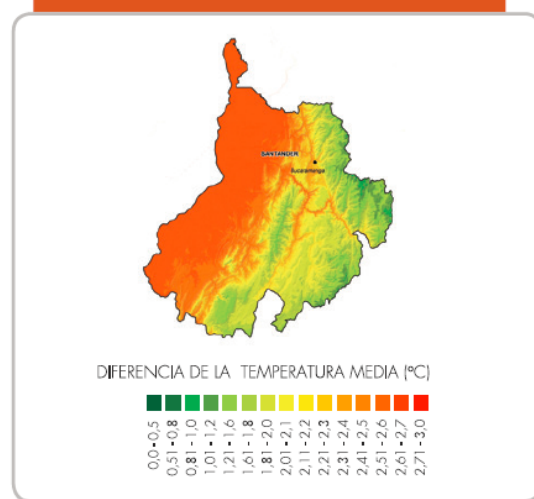 SANTANDER
Bucaramanga
DIFERENCIA DE LA TEMPERATURA MEDIA (ºC)
0,0 - 0,5
0,51 - 0,8
0,81 - 1,0
1,01 - 1,2
1,21 - 1,6
1,61 - 1,8
1,81 - 2,0
2,01 - 2,1
2,11 - 2,2
2,21 - 2,3
2,31 - 2,4
2,41 - 2,5
2,51 - 2,6
2,61 - 2,7
2,71 - 3,0